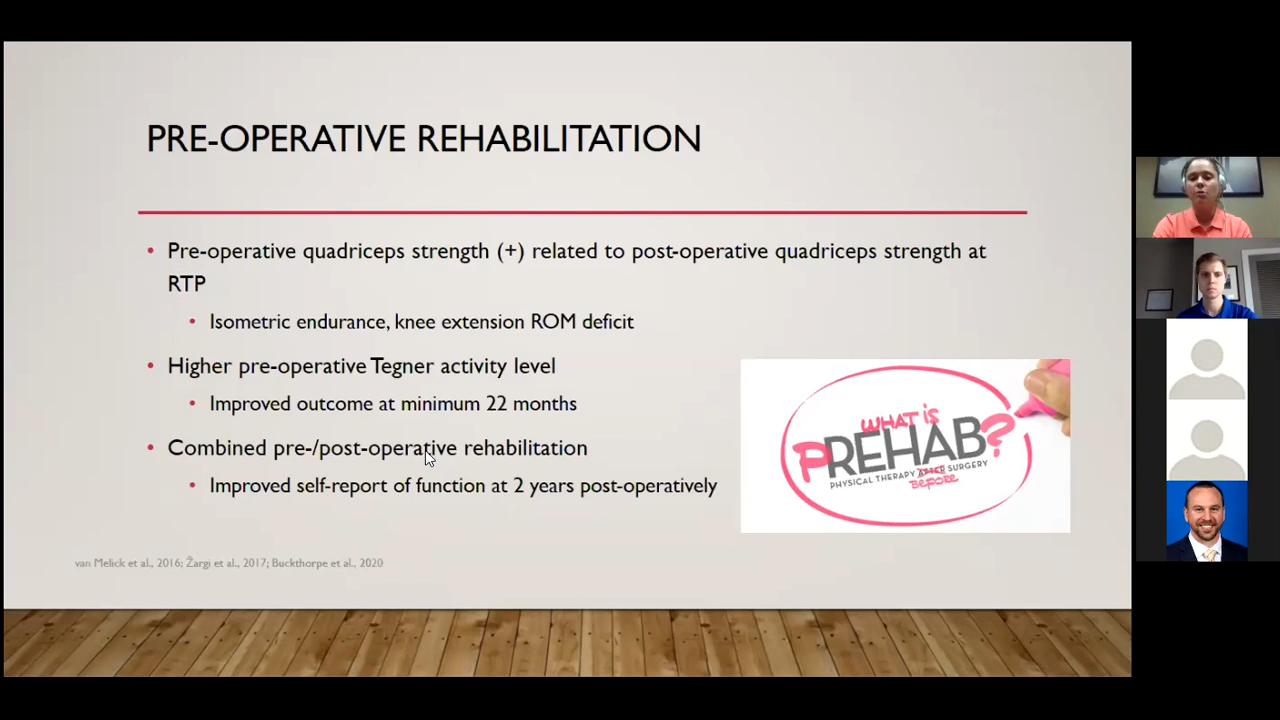 PRE-OPERATIVE REHABILITATION
• Pre-operative quadriceps strength (+) related to post-operative quadriceps strength at
RTP
• Isometric endurance, knee extension ROM deficit
• Higher pre-operative Tegner activity level
• Improved outcome at minimum 22 months
• Combined pre-/post-operative rehabilitation
• Improved self-report of function at 2 years post-operatively
WHAT IS
PREHAB?
PHYSICAL THERAPY AFTER SURGERY
BEFORE
van Melick et al., 2016; Žargi et al., 2017; Buckthorpe et al., 2020